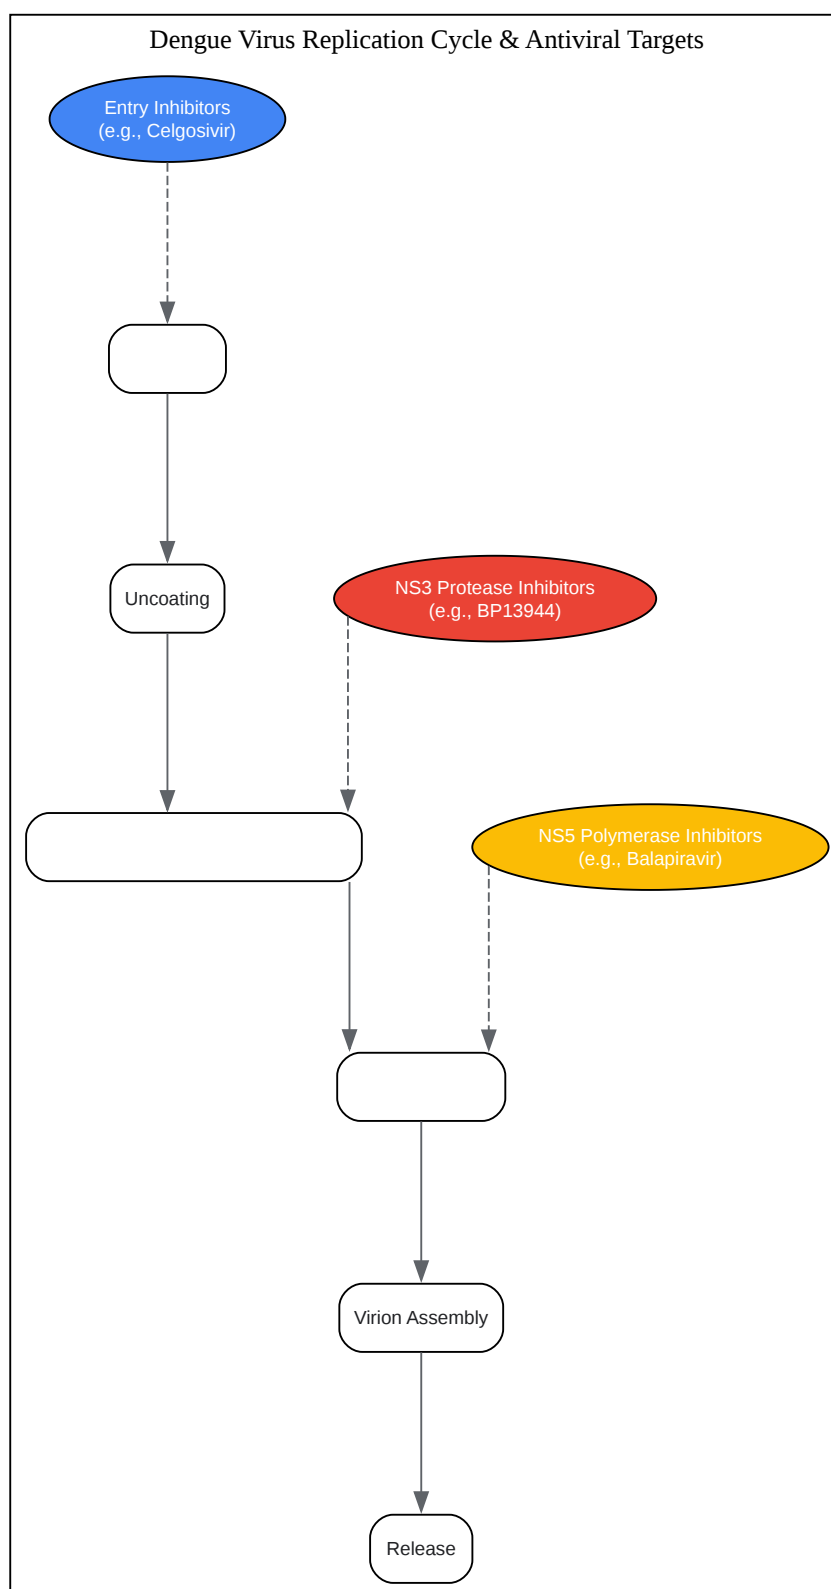 Dengue Virus Replication Cycle & Antiviral Targets
Entry Inhibitors
(e.g., Celgosivir)
Uncoating
NS3 Protease Inhibitors
(e.g., BP13944)
NS5 Polymerase Inhibitors
(e.g., Balapiravir)
Virion Assembly
Release